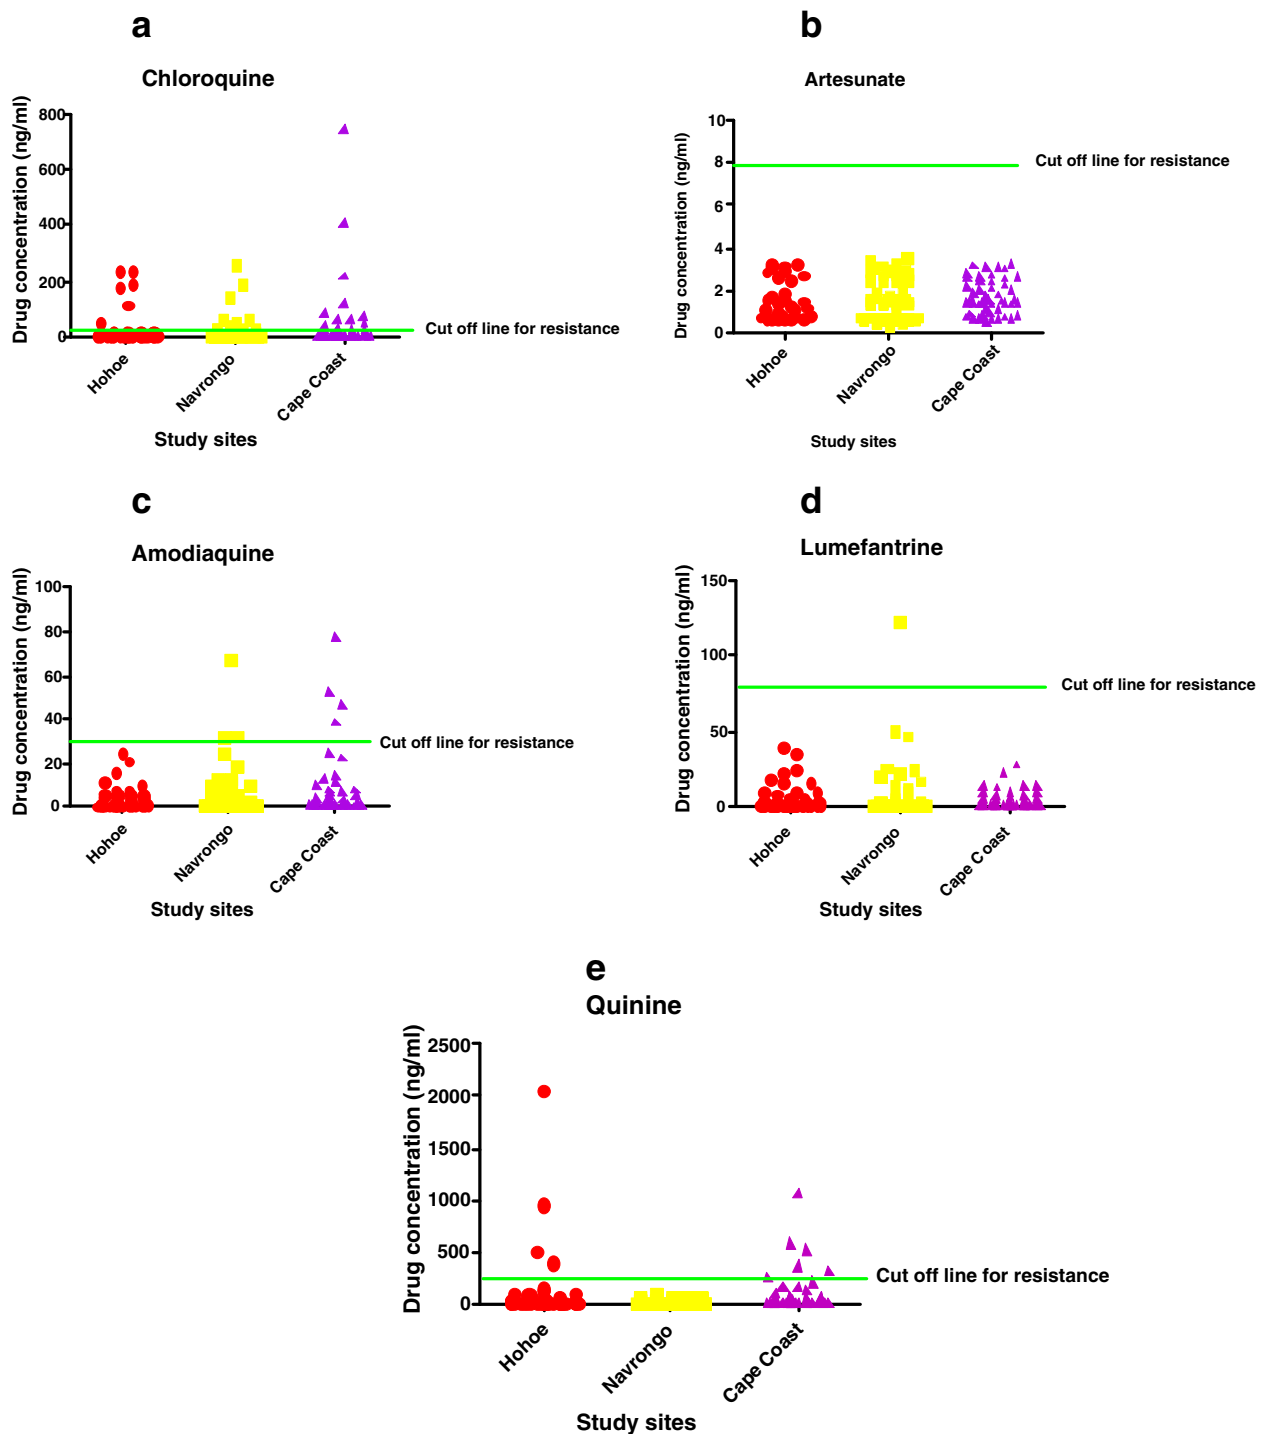 a
Chloroquine
Drug concentration (ng/ml)
800
600
400
200
0
Cut off line for resistance
Hohoe
Navrongo
Cape Coast
Study sites
b
Artesunate
Drug concentration (ng/ml)
10
8
6
4
2
0
Cut off line for resistance
Hohoe
Navrongo
Cape Coast
Study sites
c
Amodiaquine
Drug concentration (ng/ml)
100
80
60
40
20
0
Cut off line for resistance
Hohoe
Navrongo
Cape Coast
Study sites
d
Lumefantrine
Drug concentration (ng/ml)
150
100
50
0
Cut off line for resistance
Hohoe
Navrongo
Cape Coast
Study sites
e
Quinine
Drug concentration (ng/ml)
2500
2000
1500
1000
500
0
Cut off line for resistance
Hohoe
Navrongo
Cape Coast
Study sites